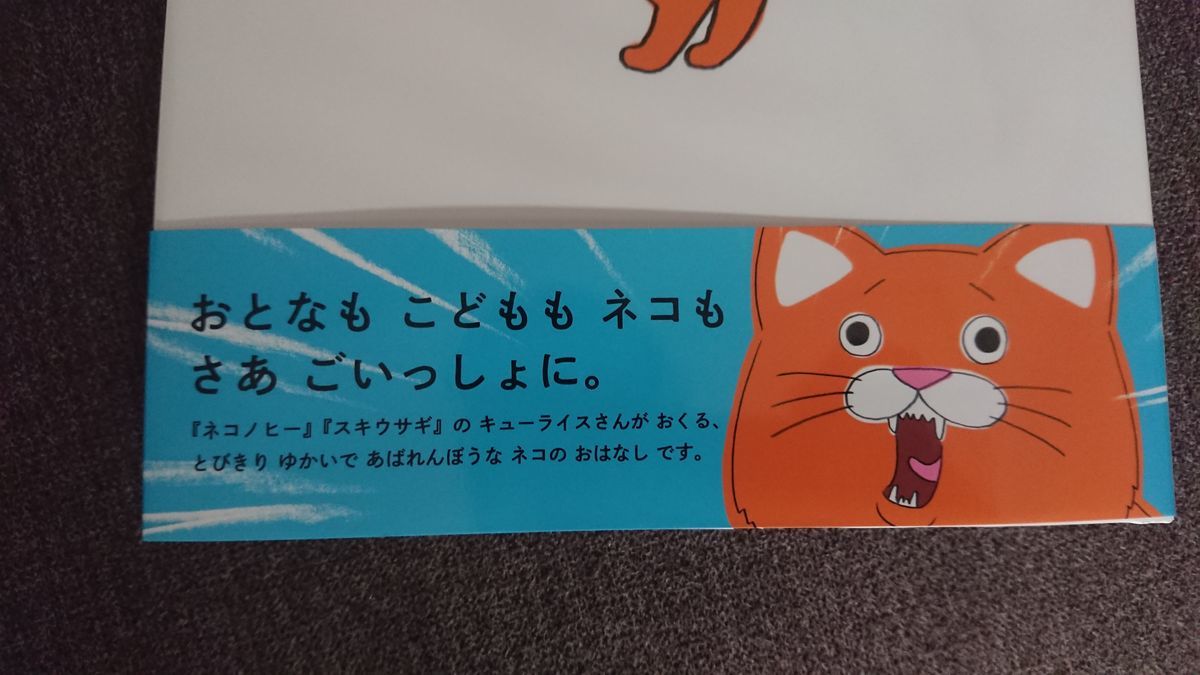 おとなも こどもも ネコも
さあ ごいっしょに。
『ネコノヒー』『スキウサギ』の キューライスさんが おくる、
とびきり ゆかいで あばれんぼうな ネコの おはなし です。